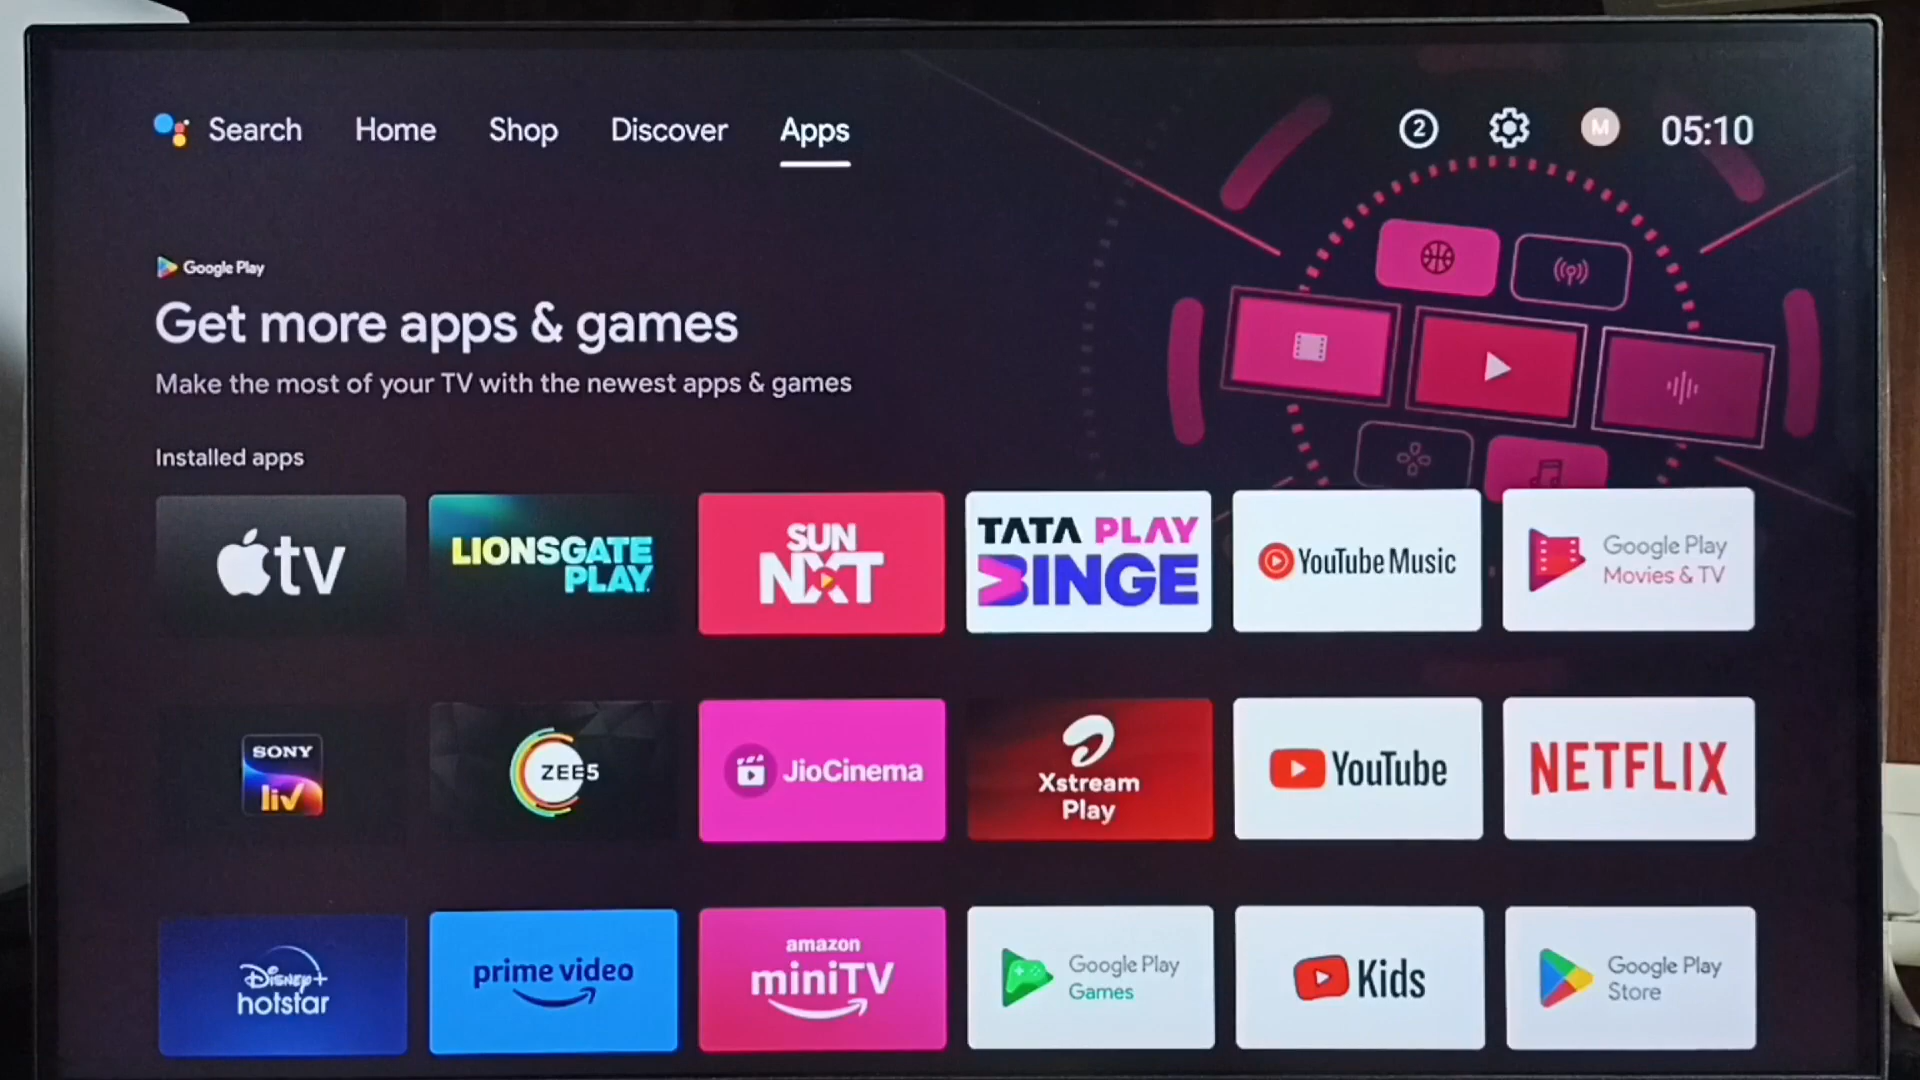 Search Home Shop Discover Apps 2 M 05:10
Google Play
Get more apps & games
Make the most of your TV with the newest apps & games
Installed apps
tv
LIONSGATE
PLAY
SUN
NXT
TATA PLAY
BINGE
YouTube Music
Google Play
Movies & TV
SONY
liv
ZEE5
JioCinema
Xstream
Play
YouTube
NETFLIX
Disney+
hotstar
prime video
amazon
miniTV
Google Play
Games
Kids
Google Play
Store